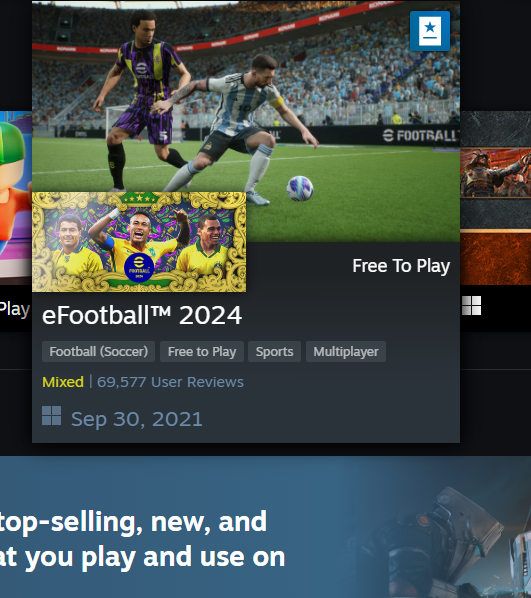 KONAMI
EFOOTBALL
EFOOTBALL
Free To Play
eFootball™ 2024
Football (Soccer)
Free to Play
Sports
Multiplayer
Mixed | 69,577 User Reviews
Sep 30, 2021
Play
top-selling, new, and
at you play and use on